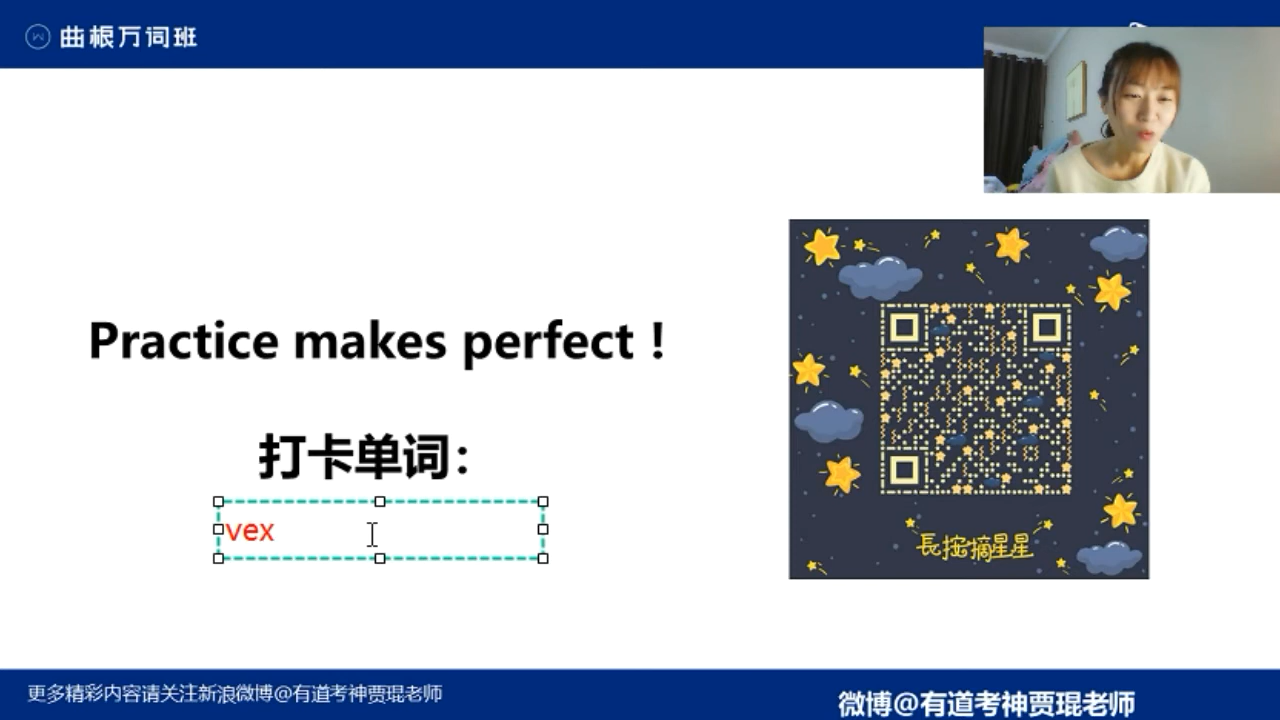 曲根万词班
Practice makes perfect！
打卡单词：
vex
長按摘星星
更多精彩内容请关注新浪微博@有道考神贾琨老师
微博@有道考神贾琨老师